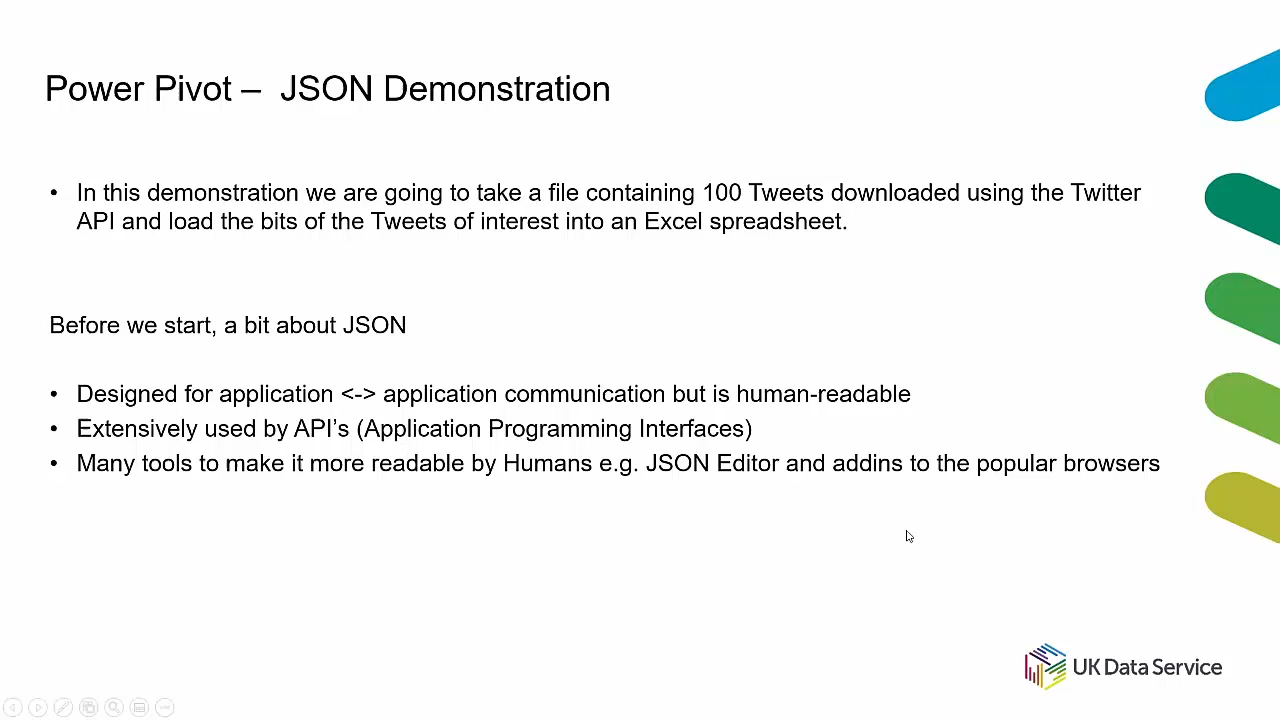 Power Pivot – JSON Demonstration
• In this demonstration we are going to take a file containing 100 Tweets downloaded using the Twitter
API and load the bits of the Tweets of interest into an Excel spreadsheet.
Before we start, a bit about JSON
• Designed for application <-> application communication but is human-readable
• Extensively used by API’s (Application Programming Interfaces)
• Many tools to make it more readable by Humans e.g. JSON Editor and addins to the popular browsers
UK Data Service